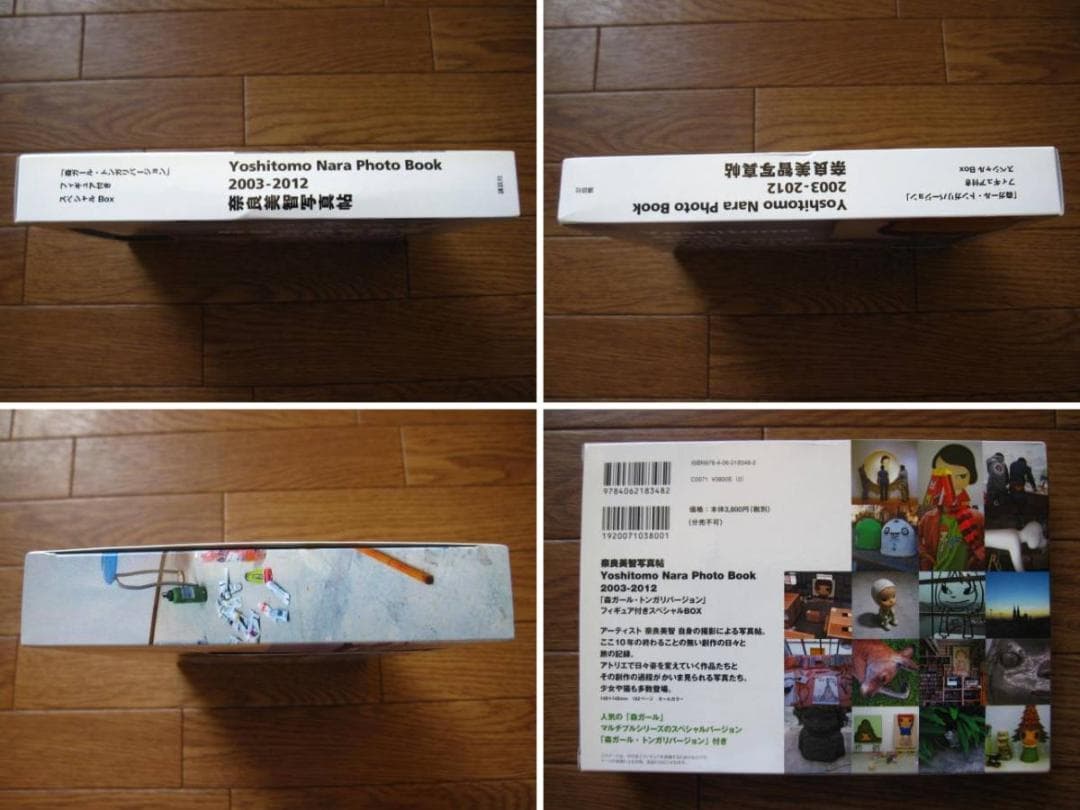 「森ガール・トンガリバージョン」
フィギュア付き
スペシャル Box
Yoshitomo Nara Photo Book
2003-2012
奈良美智写真帖
講談社
Yoshitomo Nara Photo Book
2003-2012
奈良美智写真帖
「森ガール・トンガリバージョン」
フィギュア付き
スペシャル Box
講談社
9784062183482
1920071038001
ISBN978-4-06-218348-2
C0071 ¥3800E (0)
価格：本体3,800円(税別)
(分売不可)
奈良美智写真帖
Yoshitomo Nara Photo Book
2003-2012
「森ガール・トンガリバージョン」
フィギュア付きスペシャルBOX
アーティスト 奈良美智 自身の撮影による写真帖。
ここ10年の終わることの無い創作の日々と
旅の記録。
アトリエで日々姿を変えていく作品たちと
その創作の過程がかいま見られる写真たち。
少女や猫も多数登場。
人気の「森ガール」
マルチプルシリーズのスペシャルバージョン
「森ガール・トンガリバージョン」付き